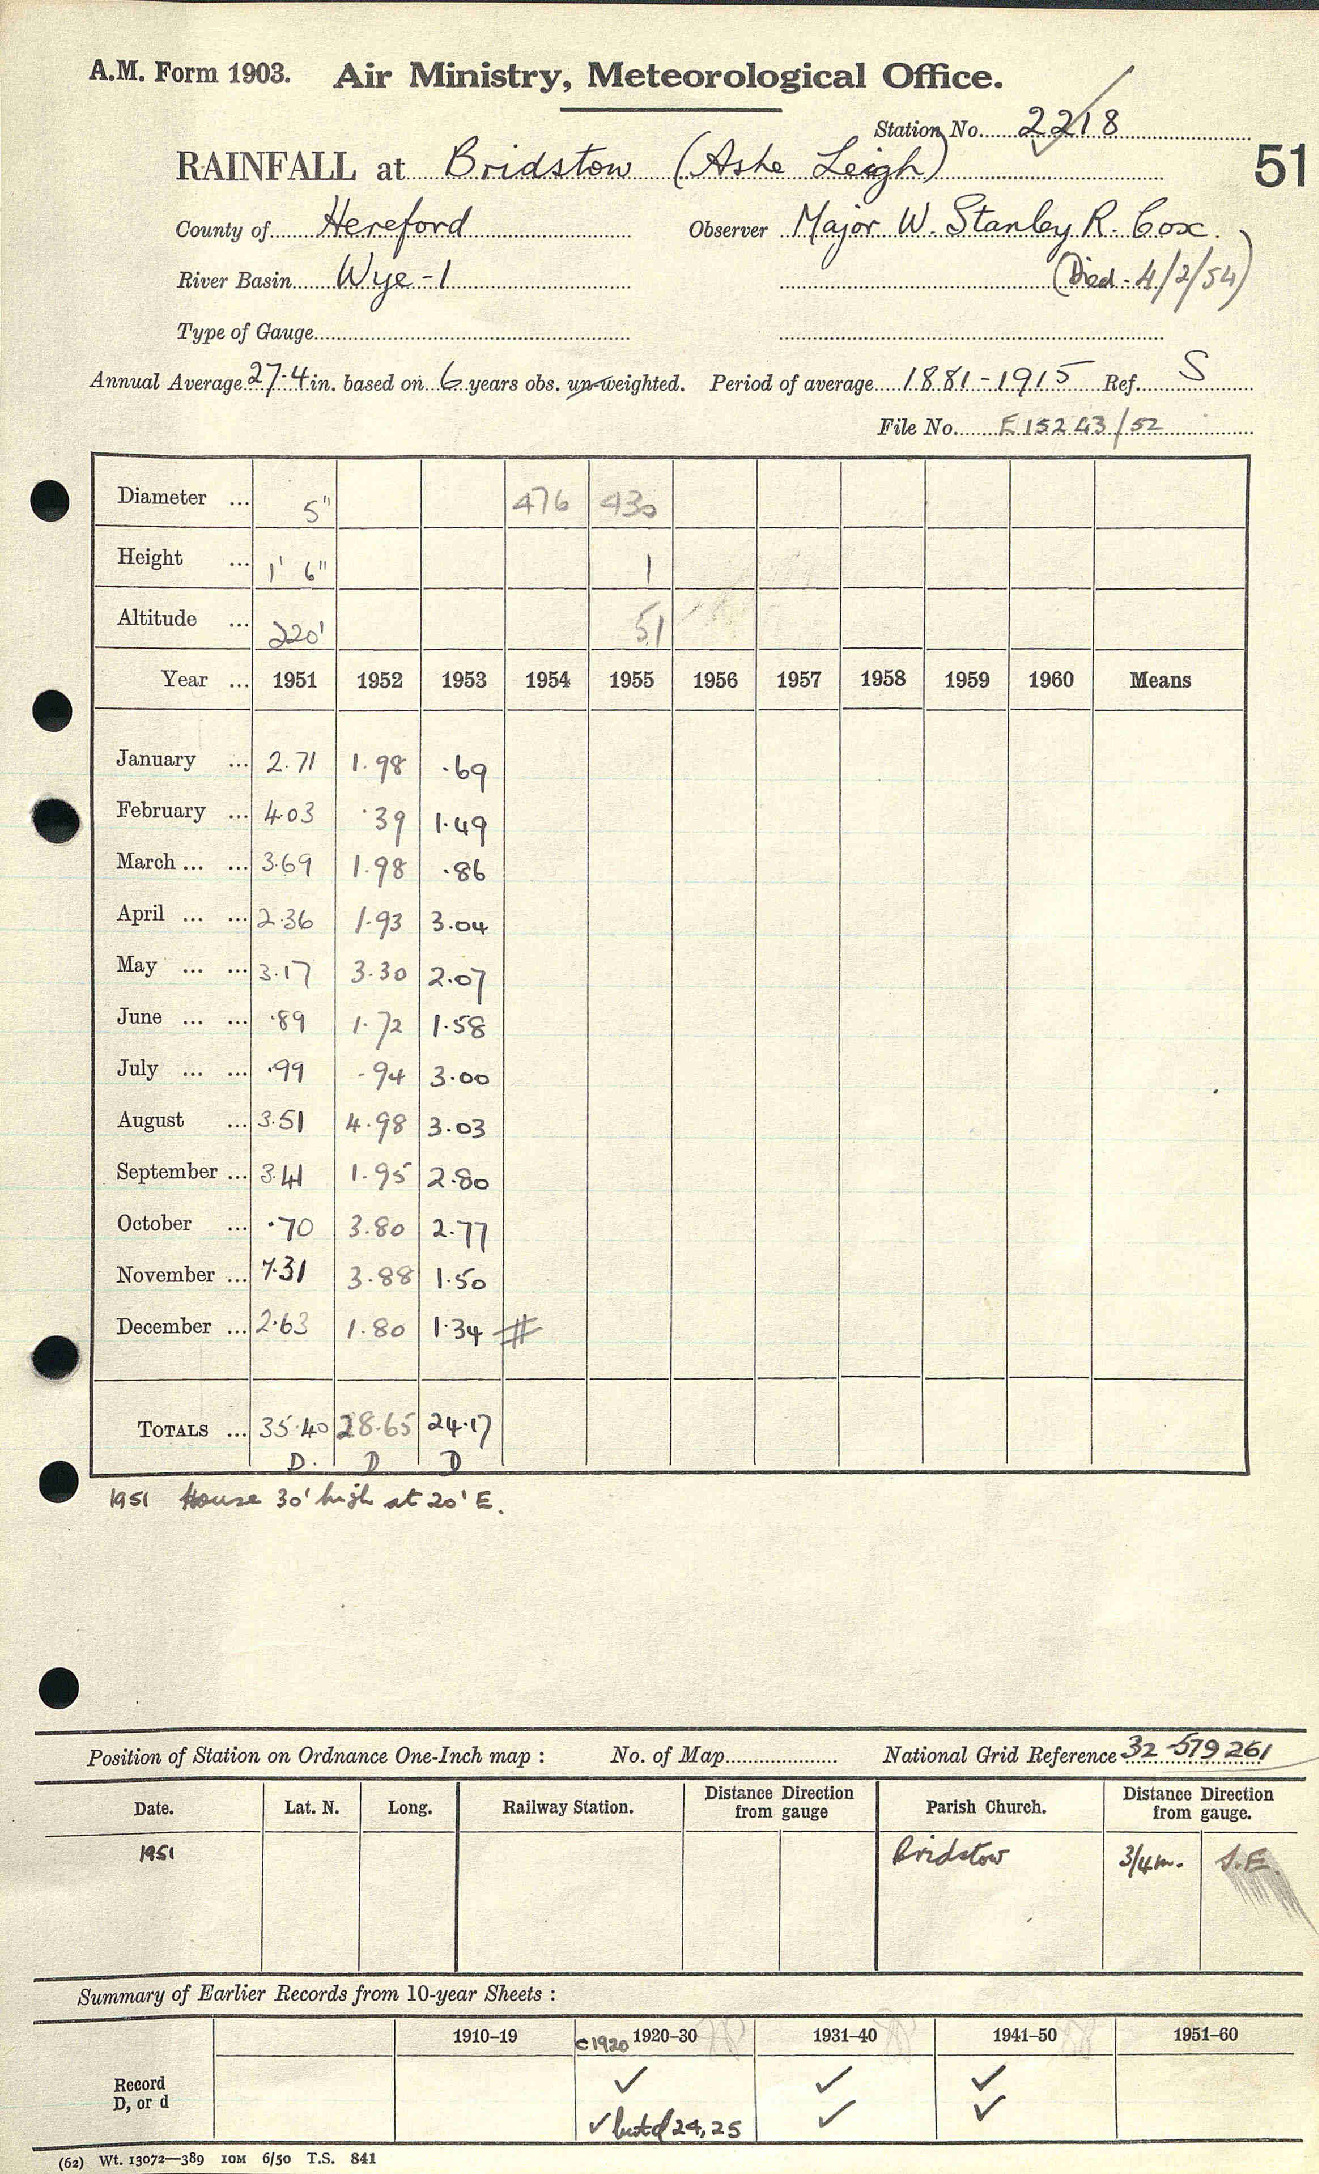 A.M. Form 1903. Air Ministry, Meteorological Office.
Station No. 2218
RAINFALL at Bridstow (Ashe Leigh)
51
County of Hereford Observer Major W. Stanley R. Cox.
River Basin Wye - 1 (Died - 4/2/54)
Type of Gauge
Annual Average 27.4 in. based on 6 years obs. un-weighted. Period of average 1881-1915 Ref. S
File No. E15243/52
Diameter ... 5" 476 430
Height ... 1' 6" 1
Altitude ... 220' 51
Year ... 1951 1952 1953 1954 1955 1956 1957 1958 1959 1960 Means
January ... 2.71 1.98 .69
February ... 4.03 .39 1.49
March ... ... 3.69 1.98 .86
April ... ... 2.36 1.93 3.04
May ... ... 3.17 3.30 2.07
June ... ... .89 1.72 1.58
July ... ... .99 .94 3.00
August ... 3.51 4.98 3.03
September ... 3.41 1.95 2.80
October ... .70 3.80 2.77
November ... 7.31 3.88 1.50
December ... 2.63 1.80 1.34 #
TOTALS ... 35.40 28.65 24.17
D. D D
1951 House 30' high at 20' E.
Position of Station on Ordnance One-Inch map : No. of Map National Grid Reference 32-579261
Date. Lat. N. Long. Railway Station. Distance from gauge Direction Parish Church. Distance from gauge. Direction
1951 Bridstow 3/4m. S.E.
Summary of Earlier Records from 10-year Sheets :
1910-19 c1920 1920-30 1931-40 1941-50 1951-60
Record ✓ ✓ ✓
D, or d ✓ but d 24, 25 ✓ ✓
(62) Wt. 13072—389 10M 6/50 T.S. 841